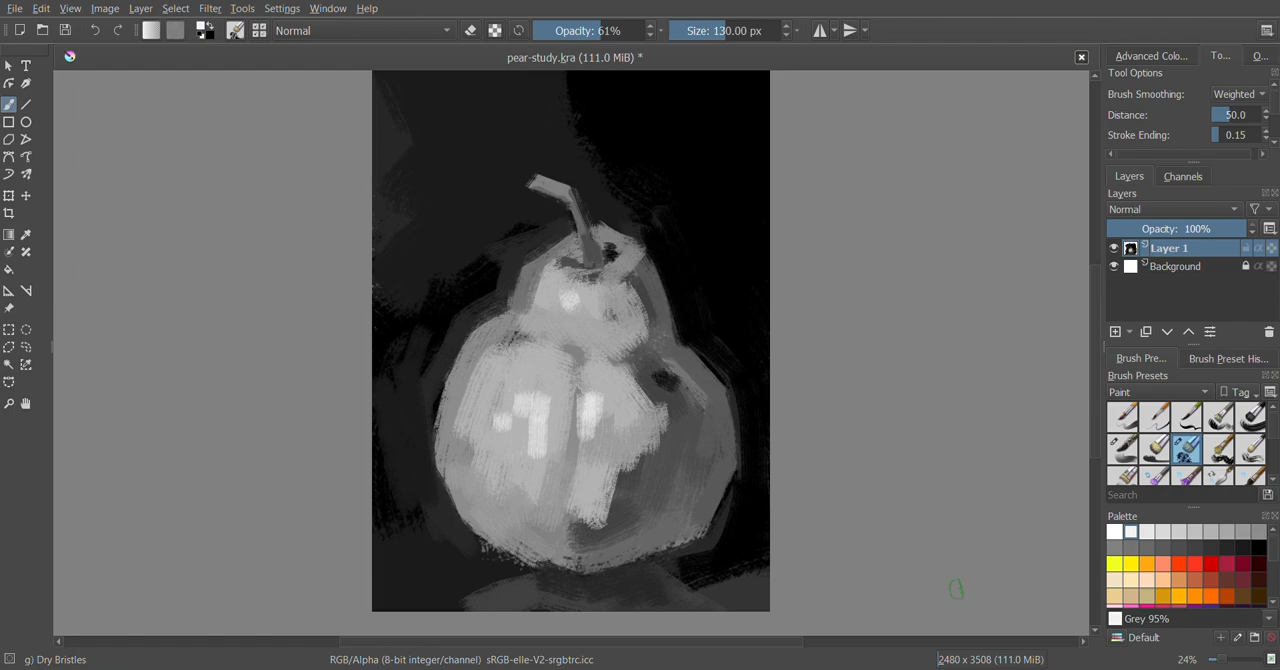 File Edit View Image Layer Select Filter Tools Settings Window Help
Normal Opacity: 61% Size: 130.00 px
pear-study.kra (111.0 MiB) *
Advanced Colo... To... O...
Tool Options
Brush Smoothing: Weighted
Distance: 50.0
Stroke Ending: 0.15
Layers Channels
Layers
Normal
Opacity: 100%
Layer 1
Background
Brush Pre... Brush Preset His...
Brush Presets
Paint Tag
Search
Palette
Grey 95%
Default
g) Dry Bristles RGB/Alpha (8-bit integer/channel) sRGB-elle-V2-srgbtrc.icc 2480 x 3508 (111.0 MiB) 24%